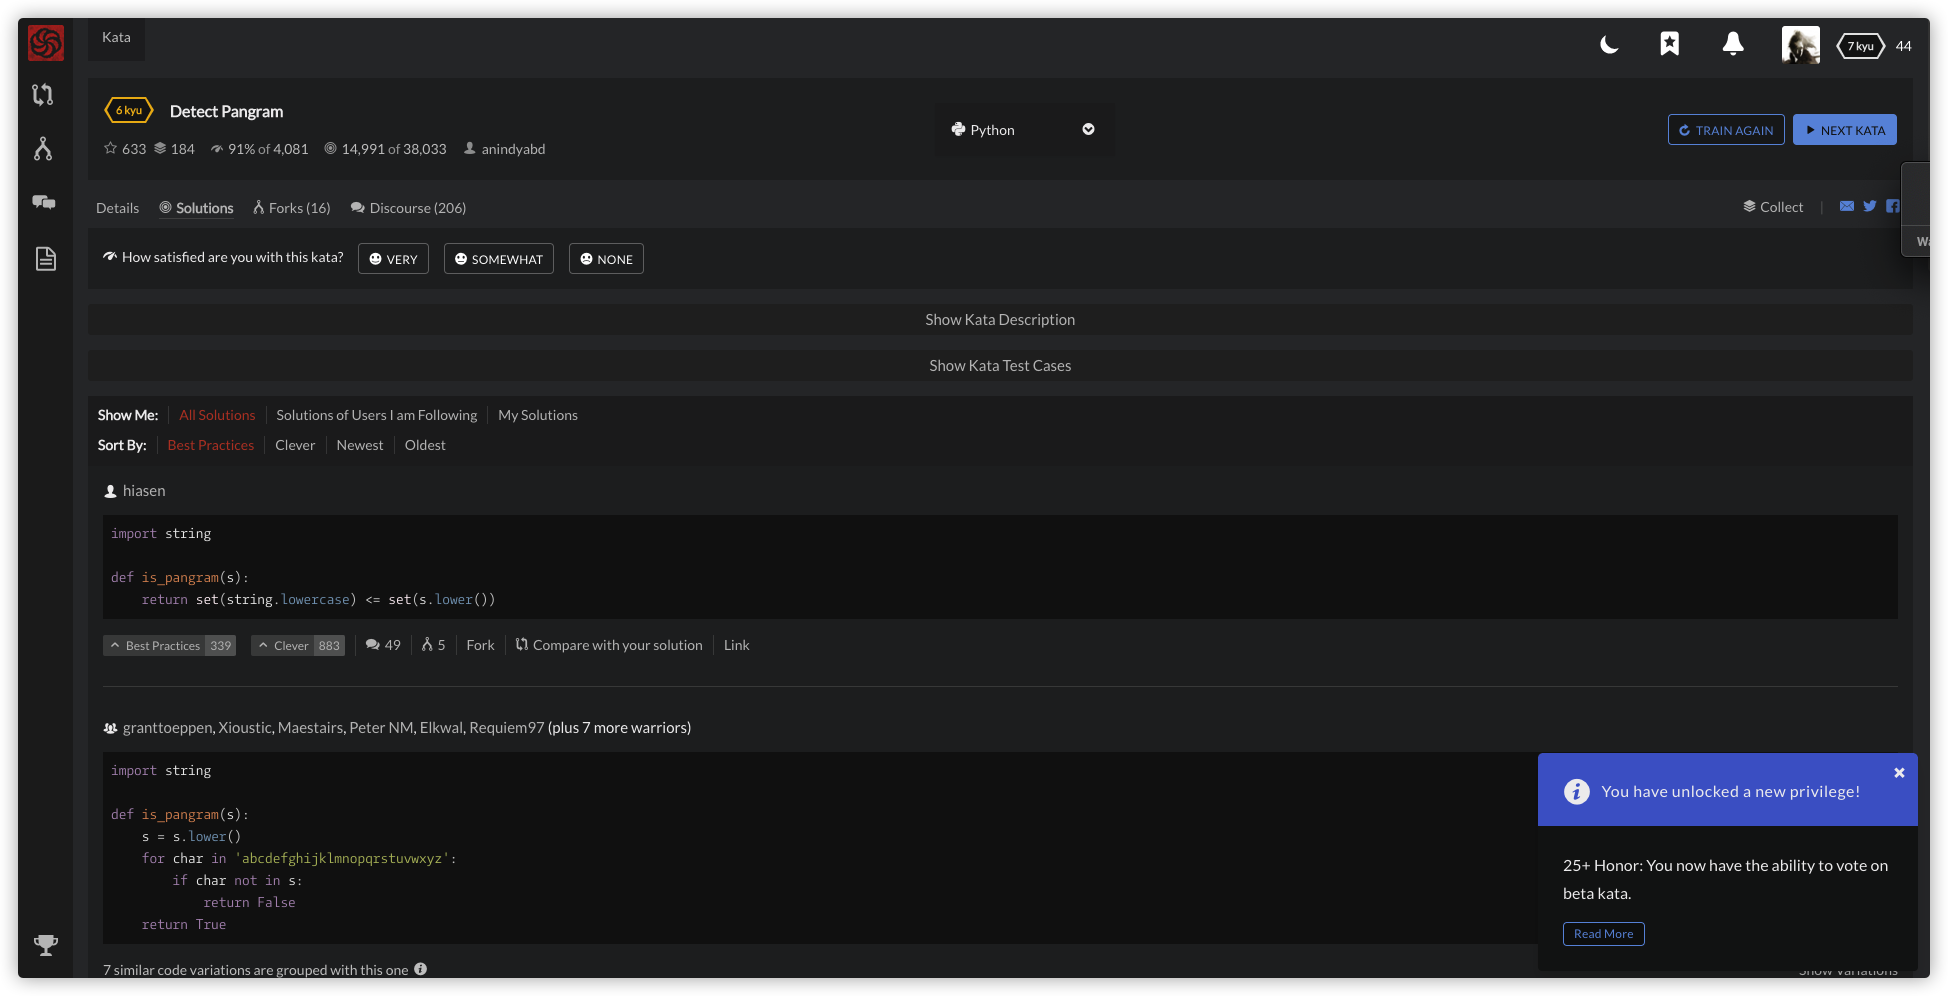 Kata
7 kyu 44
6 kyu Detect Pangram
Python
TRAIN AGAIN NEXT KATA
633 184 91% of 4,081 14,991 of 38,033 anindyabd
Details Solutions Forks (16) Discourse (206)
Collect
How satisfied are you with this kata? VERY SOMEWHAT NONE
Show Kata Description
Show Kata Test Cases
Show Me: All Solutions Solutions of Users I am Following My Solutions
Sort By: Best Practices Clever Newest Oldest
hiasen
import string
def is_pangram(s):
return set(string.lowercase) <= set(s.lower())
Best Practices 339 Clever 883 49 5 Fork Compare with your solution Link
granttoeppen, Xioustic, Maestairs, Peter NM, Elkwal, Requiem97 (plus 7 more warriors)
import string
def is_pangram(s):
s = s.lower()
for char in 'abcdefghijklmnopqrstuvwxyz':
if char not in s:
return False
return True
7 similar code variations are grouped with this one
Show Variations
You have unlocked a new privilege!
25+ Honor: You now have the ability to vote on
beta kata.
Read More